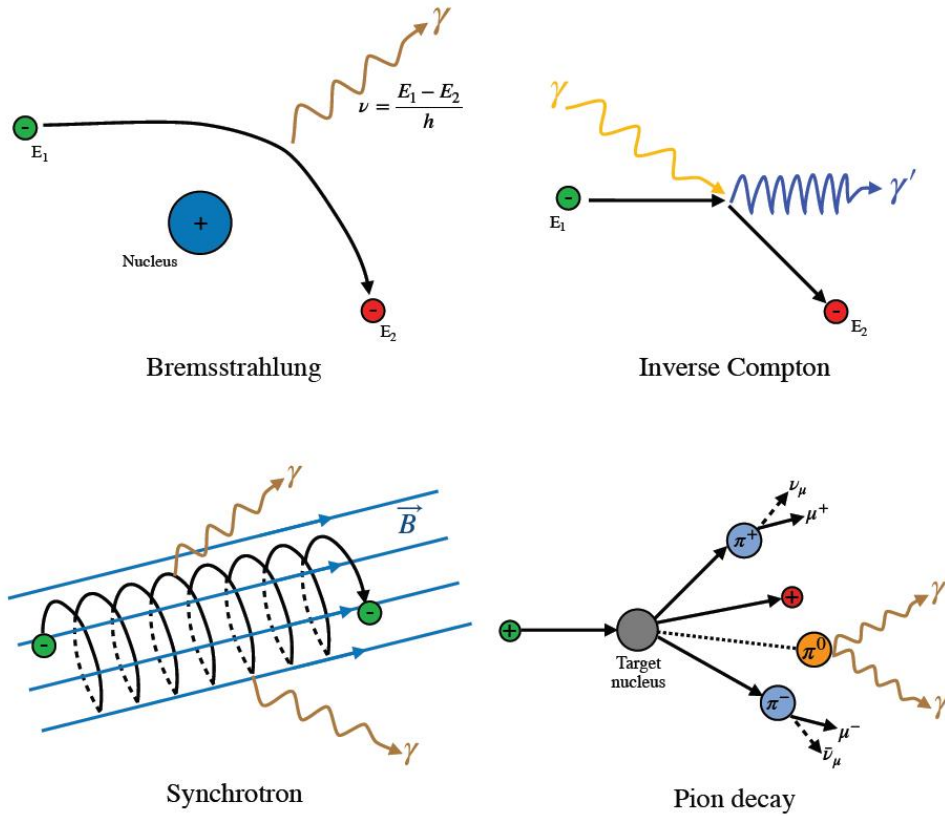 γ
ν = (E₁ − E₂) / h
-
E₁
+
Nucleus
-
E₂
Bremsstrahlung
γ
γ′
-
E₁
-
E₂
Inverse Compton
γ
B⃗
-
-
γ
Synchrotron
ν_μ
μ⁺
π⁺
+
+
γ
π⁰
Target
nucleus
γ
π⁻
μ⁻
ν̄_μ
Pion decay